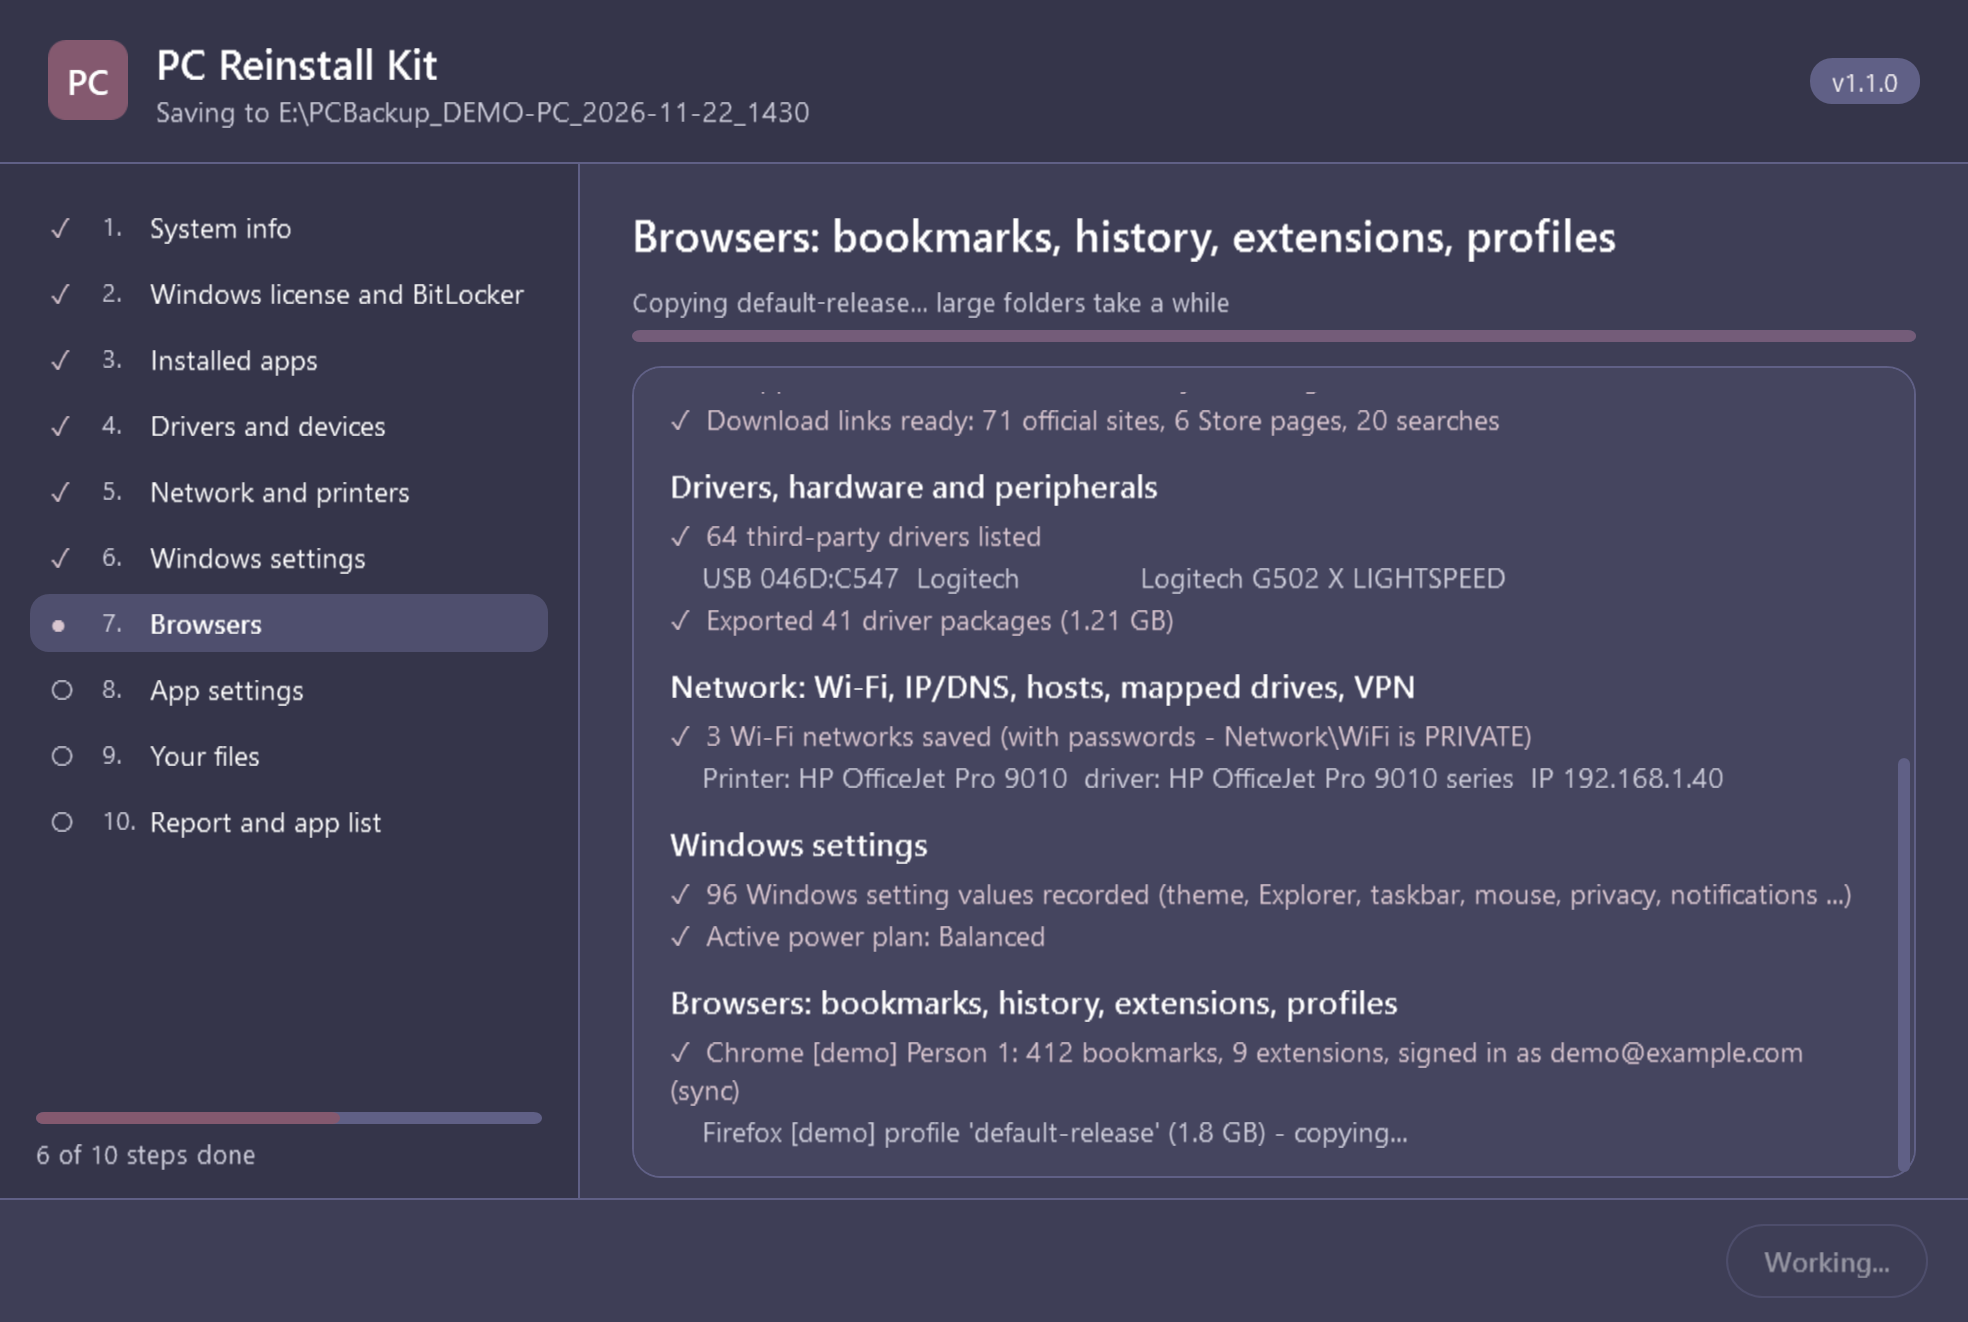 PC
PC Reinstall Kit
Saving to E:\PCBackup_DEMO-PC_2026-11-22_1430
v1.1.0
✓ 1. System info
✓ 2. Windows license and BitLocker
✓ 3. Installed apps
✓ 4. Drivers and devices
✓ 5. Network and printers
✓ 6. Windows settings
7. Browsers
8. App settings
9. Your files
10. Report and app list
6 of 10 steps done
Browsers: bookmarks, history, extensions, profiles
Copying default-release... large folders take a while
✓ Download links ready: 71 official sites, 6 Store pages, 20 searches
Drivers, hardware and peripherals
✓ 64 third-party drivers listed
USB 046D:C547 Logitech Logitech G502 X LIGHTSPEED
✓ Exported 41 driver packages (1.21 GB)
Network: Wi-Fi, IP/DNS, hosts, mapped drives, VPN
✓ 3 Wi-Fi networks saved (with passwords - Network\WiFi is PRIVATE)
Printer: HP OfficeJet Pro 9010 driver: HP OfficeJet Pro 9010 series IP 192.168.1.40
Windows settings
✓ 96 Windows setting values recorded (theme, Explorer, taskbar, mouse, privacy, notifications ...)
✓ Active power plan: Balanced
Browsers: bookmarks, history, extensions, profiles
✓ Chrome [demo] Person 1: 412 bookmarks, 9 extensions, signed in as demo@example.com
(sync)
Firefox [demo] profile 'default-release' (1.8 GB) - copying...
Working...